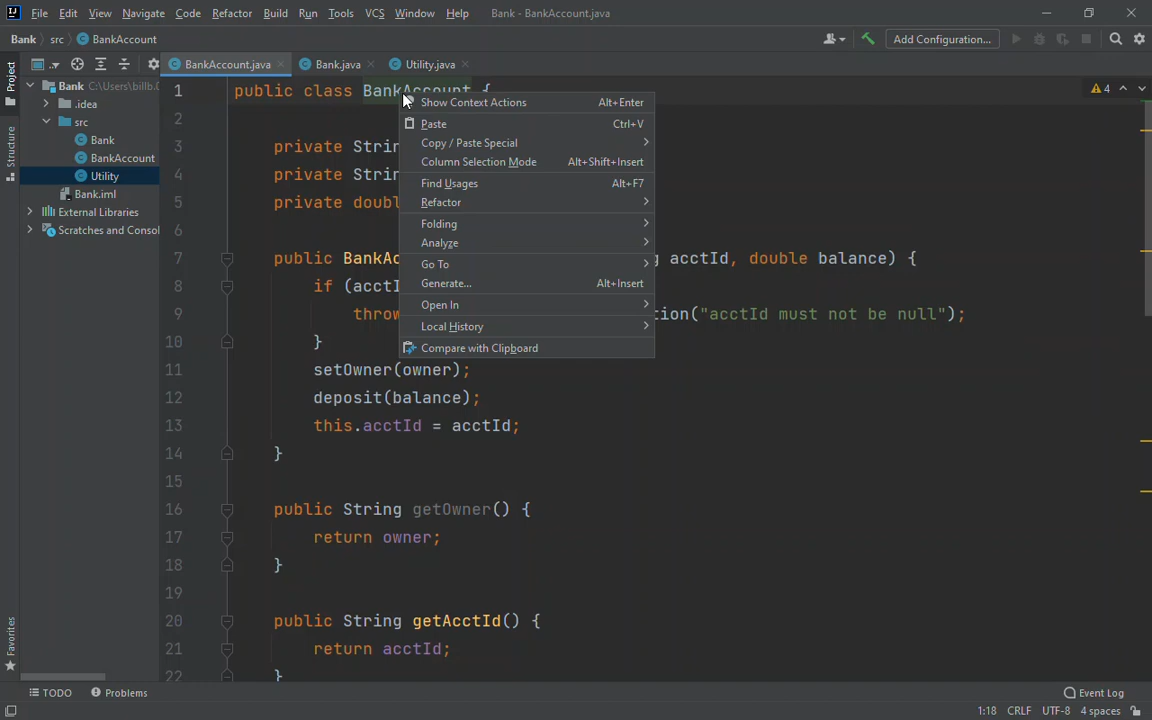 File Edit View Navigate Code Refactor Build Run Tools VCS Window Help Bank - BankAccount.java
Bank src BankAccount Add Configuration...
Project
Structure
Favorites
BankAccount.java Bank.java Utility.java
Bank C:\Users\billb.
.idea
src
Bank
BankAccount
Utility
Bank.iml
External Libraries
Scratches and Consol
4
1 public class BankAccount {
2
3 private Strin
4 private Strin
5 private doubl
6
7 public BankAc acctId, double balance) {
8 if (acctI
9 throw ion("acctId must not be null");
10 }
11 setOwner(owner);
12 deposit(balance);
13 this.acctId = acctId;
14 }
15
16 public String getOwner() {
17 return owner;
18 }
19
20 public String getAcctId() {
21 return acctId;
22 }
Show Context Actions Alt+Enter
Paste Ctrl+V
Copy / Paste Special
Column Selection Mode Alt+Shift+Insert
Find Usages Alt+F7
Refactor
Folding
Analyze
Go To
Generate... Alt+Insert
Open In
Local History
Compare with Clipboard
TODO Problems Event Log
1:18 CRLF UTF-8 4 spaces